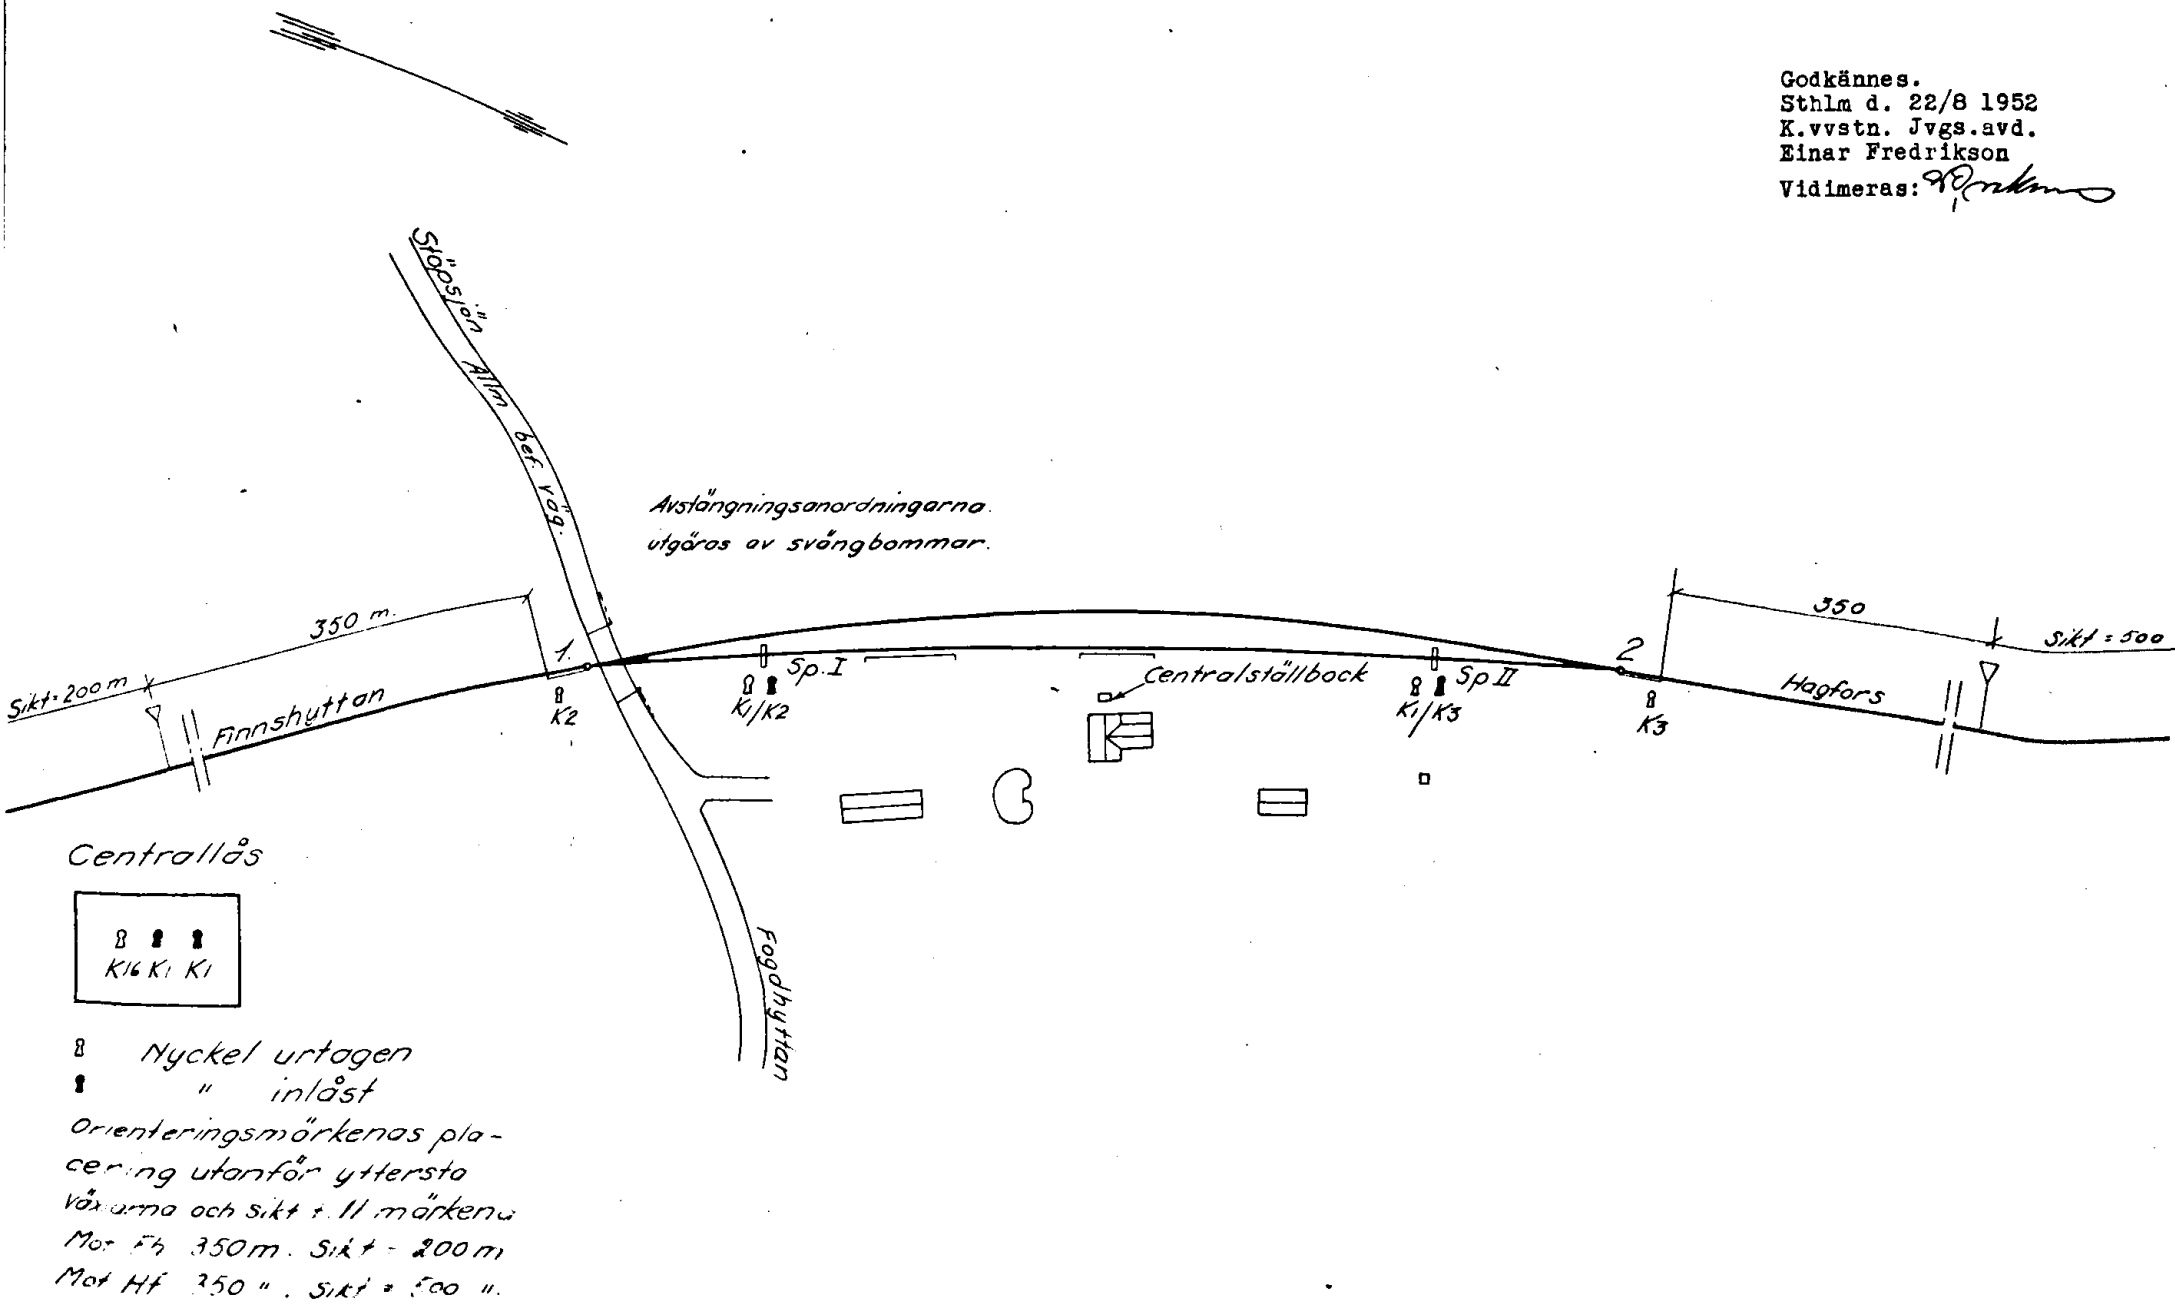 Godkännes.
Sthlm d. 22/8 1952
K.vvstn. Jvgs.avd.
Einar Fredrikson
Vidimeras:
Stöpsjön
Allm bef. väg.
Avstängningsanordningarna.
utgöras av svängbommar.
350 m.
Sikt=200 m
Finnshyttan
1.
K2
K1/K2
Sp. I
Centralställbock
K1/K3
Sp II
2
K3
350
Sikt = 500
Hagfors
Fogdhyttan
Centrallås
K16 K1 K1
Nyckel urtagen
" inlåst
Orienteringsmärkenas pla-
cering utanför yttersta
växlarna och sikt till märkena
Mot Fh 350 m. Sikt = 200 m
Mot Hf 350 ". Sikt = 500 ".